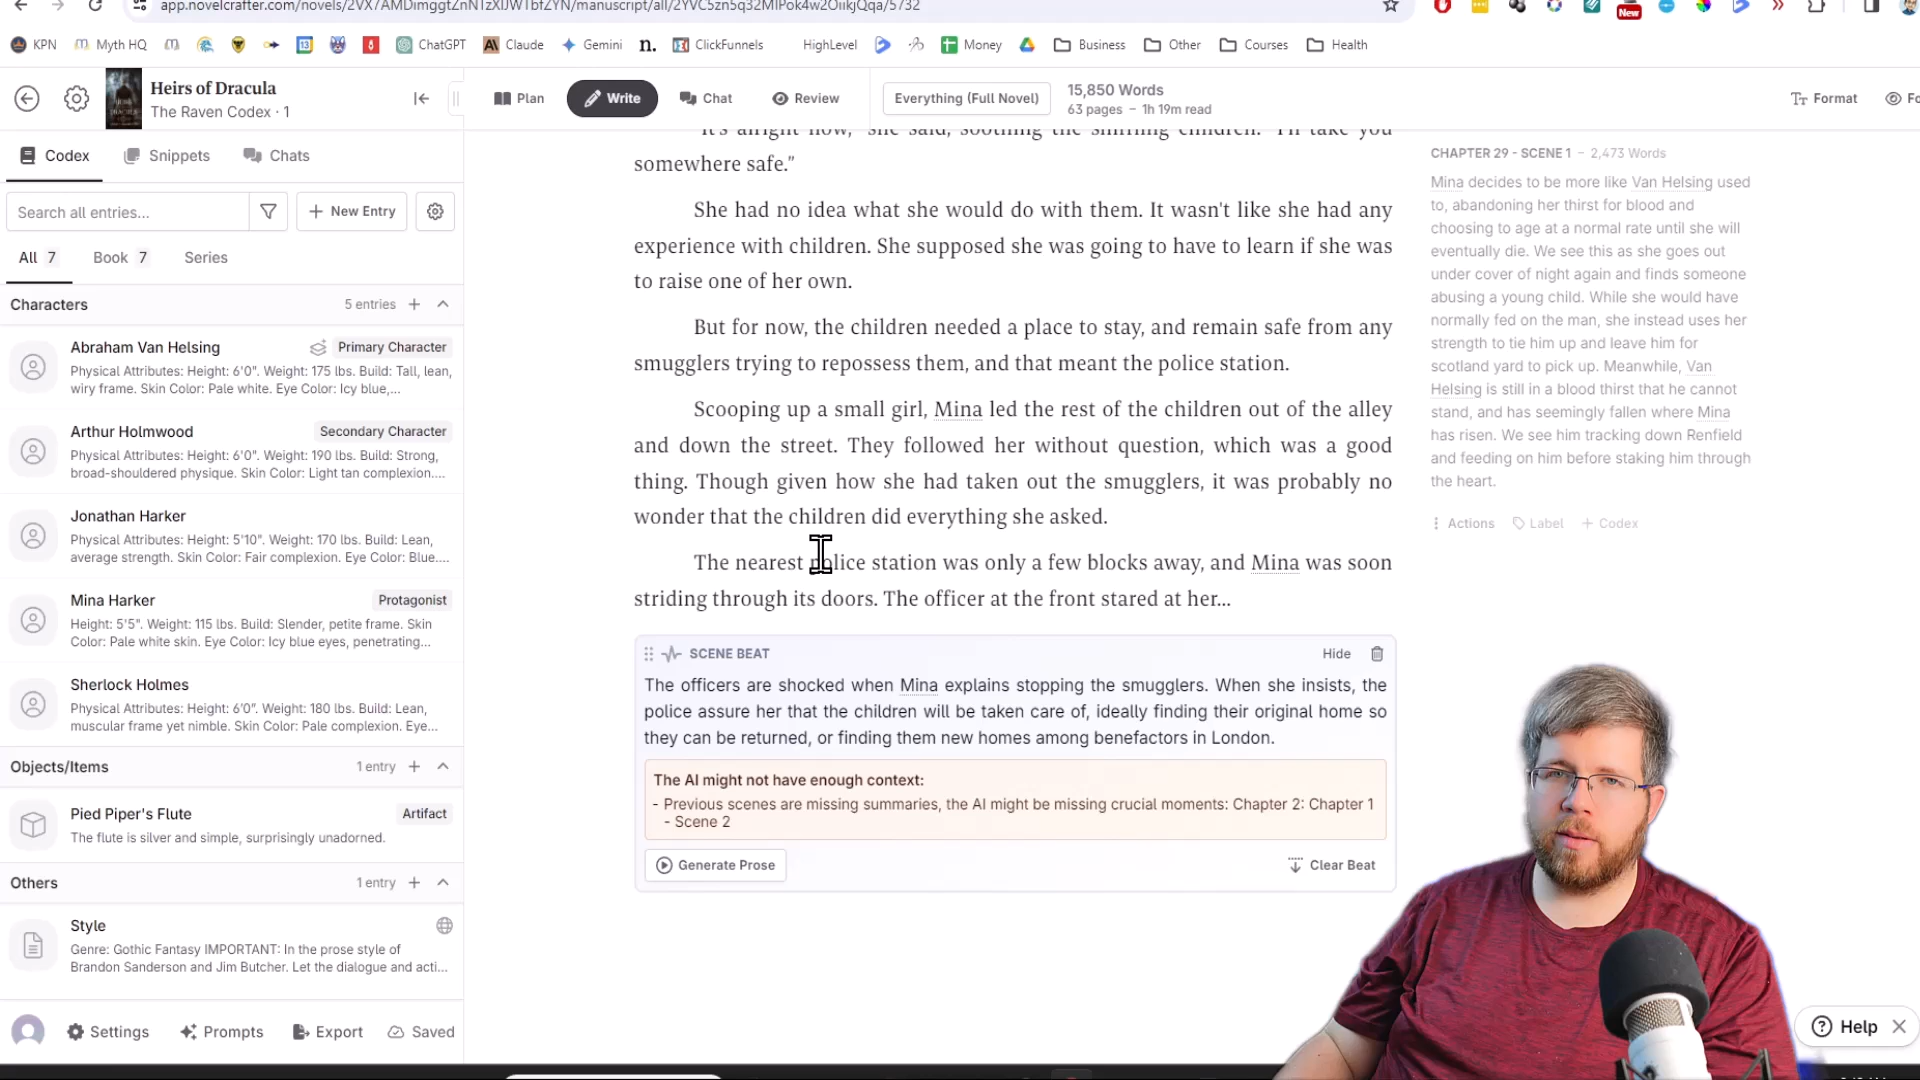 app.novelcrafter.com/novels/2VX7AMDimggtZnNTzXlJWTbfZYN/manuscript/all/2YVC5zn5q32MlPok4w2OiikjQqa/5732
New
KPN
Myth HQ
ChatGPT
Claude
Gemini
n.
ClickFunnels
HighLevel
Money
Business
Other
Courses
Health
Heirs of Dracula
The Raven Codex · 1
Plan
Write
Chat
Review
Everything (Full Novel)
15,850 Words
63 pages – 1h 19m read
Format
Fo
Codex
Snippets
Chats
Search all entries...
+ New Entry
All 7
Book 7
Series
Characters
5 entries
Abraham Van Helsing
Primary Character
Physical Attributes: Height: 6'0". Weight: 175 lbs. Build: Tall, lean,
wiry frame. Skin Color: Pale white. Eye Color: Icy blue,...
Arthur Holmwood
Secondary Character
Physical Attributes: Height: 6'0". Weight: 190 lbs. Build: Strong,
broad-shouldered physique. Skin Color: Light tan complexion....
Jonathan Harker
Physical Attributes: Height: 5'10". Weight: 170 lbs. Build: Lean,
average strength. Skin Color: Fair complexion. Eye Color: Blue....
Mina Harker
Protagonist
Height: 5'5". Weight: 115 lbs. Build: Slender, petite frame. Skin
Color: Pale white skin. Eye Color: Icy blue eyes, penetrating...
Sherlock Holmes
Physical Attributes: Height: 6'0". Weight: 180 lbs. Build: Lean,
muscular frame yet nimble. Skin Color: Pale complexion. Eye...
Objects/Items
1 entry
Pied Piper's Flute
Artifact
The flute is silver and simple, surprisingly unadorned.
Others
1 entry
Style
Genre: Gothic Fantasy IMPORTANT: In the prose style of
Brandon Sanderson and Jim Butcher. Let the dialogue and acti...
Settings
Prompts
Export
Saved
"It's alright now," she said, soothing the sniffling children. "I'll take you
somewhere safe."
She had no idea what she would do with them. It wasn't like she had any
experience with children. She supposed she was going to have to learn if she was
to raise one of her own.
But for now, the children needed a place to stay, and remain safe from any
smugglers trying to repossess them, and that meant the police station.
Scooping up a small girl, Mina led the rest of the children out of the alley
and down the street. They followed her without question, which was a good
thing. Though given how she had taken out the smugglers, it was probably no
wonder that the children did everything she asked.
The nearest police station was only a few blocks away, and Mina was soon
striding through its doors. The officer at the front stared at her...
SCENE BEAT
Hide
The officers are shocked when Mina explains stopping the smugglers. When she insists, the
police assure her that the children will be taken care of, ideally finding their original home so
they can be returned, or finding them new homes among benefactors in London.
The AI might not have enough context:
- Previous scenes are missing summaries, the AI might be missing crucial moments: Chapter 2: Chapter 1
- Scene 2
Generate Prose
Clear Beat
CHAPTER 29 - SCENE 1 – 2,473 Words
Mina decides to be more like Van Helsing used
to, abandoning her thirst for blood and
choosing to age at a normal rate until she will
eventually die. We see this as she goes out
under cover of night again and finds someone
abusing a young child. While she would have
normally fed on the man, she instead uses her
strength to tie him up and leave him for
scotland yard to pick up. Meanwhile, Van
Helsing is still in a blood thirst that he cannot
stand, and has seemingly fallen where Mina
has risen. We see him tracking down Renfield
and feeding on him before staking him through
the heart.
Actions
Label
+ Codex
Help